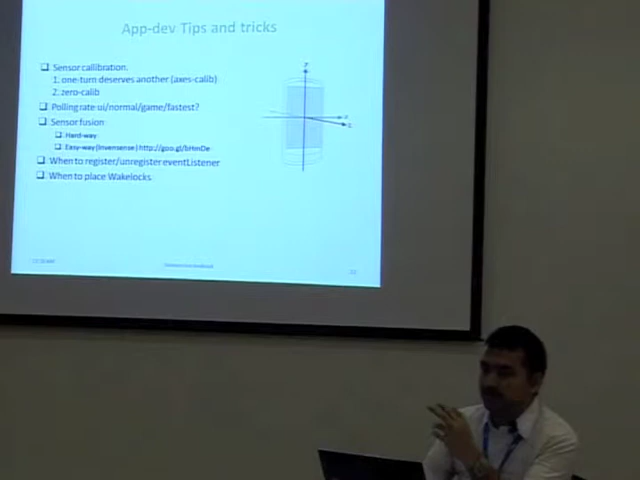 App-dev Tips and tricks
Sensor callibration.
1. one-turn deserves another (axes-calib)
2. zero-calib
Polling rate ui/normal/game/fastest?
Sensor fusion
Hard-way
Easy-way (Invensense) http://goo.gl/bHmDe
When to register/unregister eventListener
When to place Wakelocks.